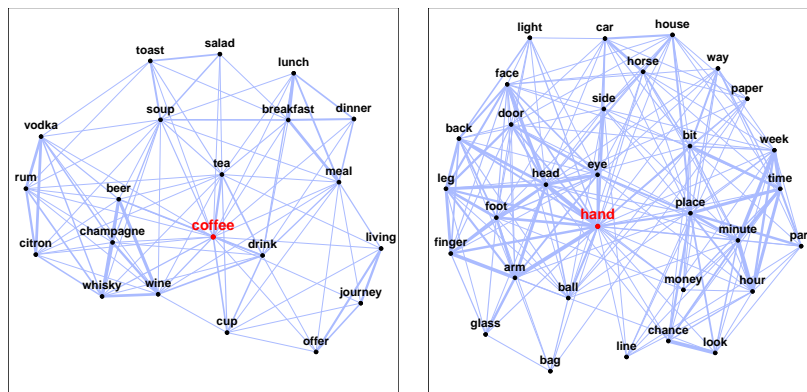 salad
toast
lunch
soup
breakfast
dinner
vodka
tea
meal
rum
beer
coffee
champagne
citron
drink
living
whisky
wine
journey
cup
offer
light
car
house
way
face
horse
paper
side
door
back
bit
week
eye
head
leg
time
place
foot
hand
minute
finger
arm
money
hour
ball
glass
chance
look
line
bag